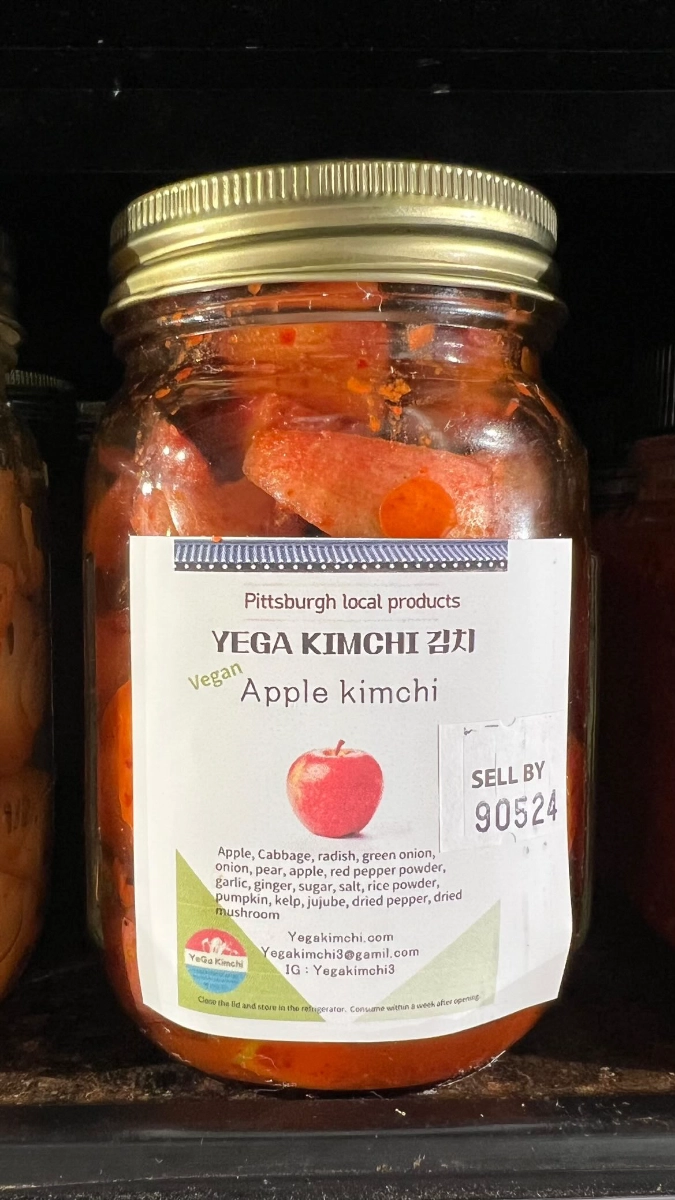 Pittsburgh local products
YEGA KIMCHI 김치
Vegan
Apple kimchi
SELL BY
90524
Apple, Cabbage, radish, green onion,
onion, pear, apple, red pepper powder,
garlic, ginger, sugar, salt, rice powder,
pumpkin, kelp, jujube, dried pepper, dried
mushroom
Yegakimchi.com
Yegakimchi3@gamil.com
IG : Yegakimchi3
YeGa Kimchi
Close the lid and store in the refrigerator. Consume within a week after opening.